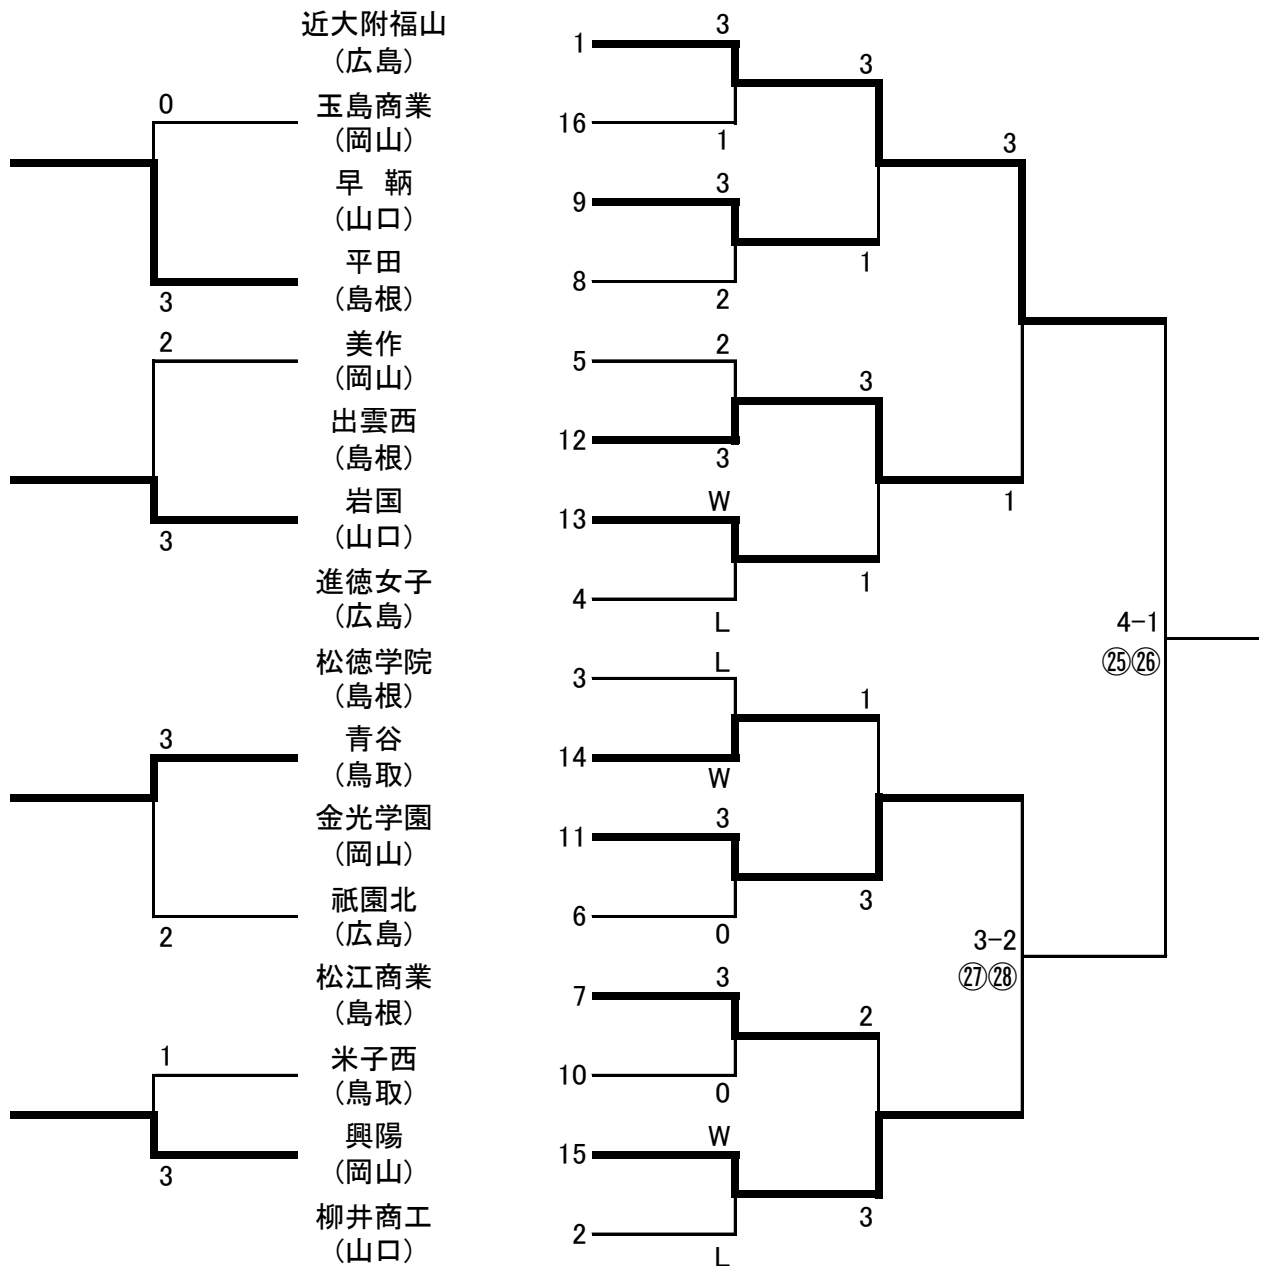 近大附福山
(広島)
1
3
3
0
玉島商業
(岡山)
16
1
3
早 鞆
(山口)
9
3
平田
(島根)
8
1
3
2
2
美作
(岡山)
5
2
3
出雲西
(島根)
12
3
岩国
(山口)
13
W
1
3
進徳女子
(広島)
4
1
L
4-1
㉕㉖
松徳学院
(島根)
3
L
1
3
青谷
(鳥取)
14
W
金光学園
(岡山)
11
3
祇園北
(広島)
6
3
2
0
3-2
㉗㉘
松江商業
(島根)
7
3
2
1
米子西
(鳥取)
10
0
興陽
(岡山)
15
W
3
柳井商工
(山口)
2
3
L